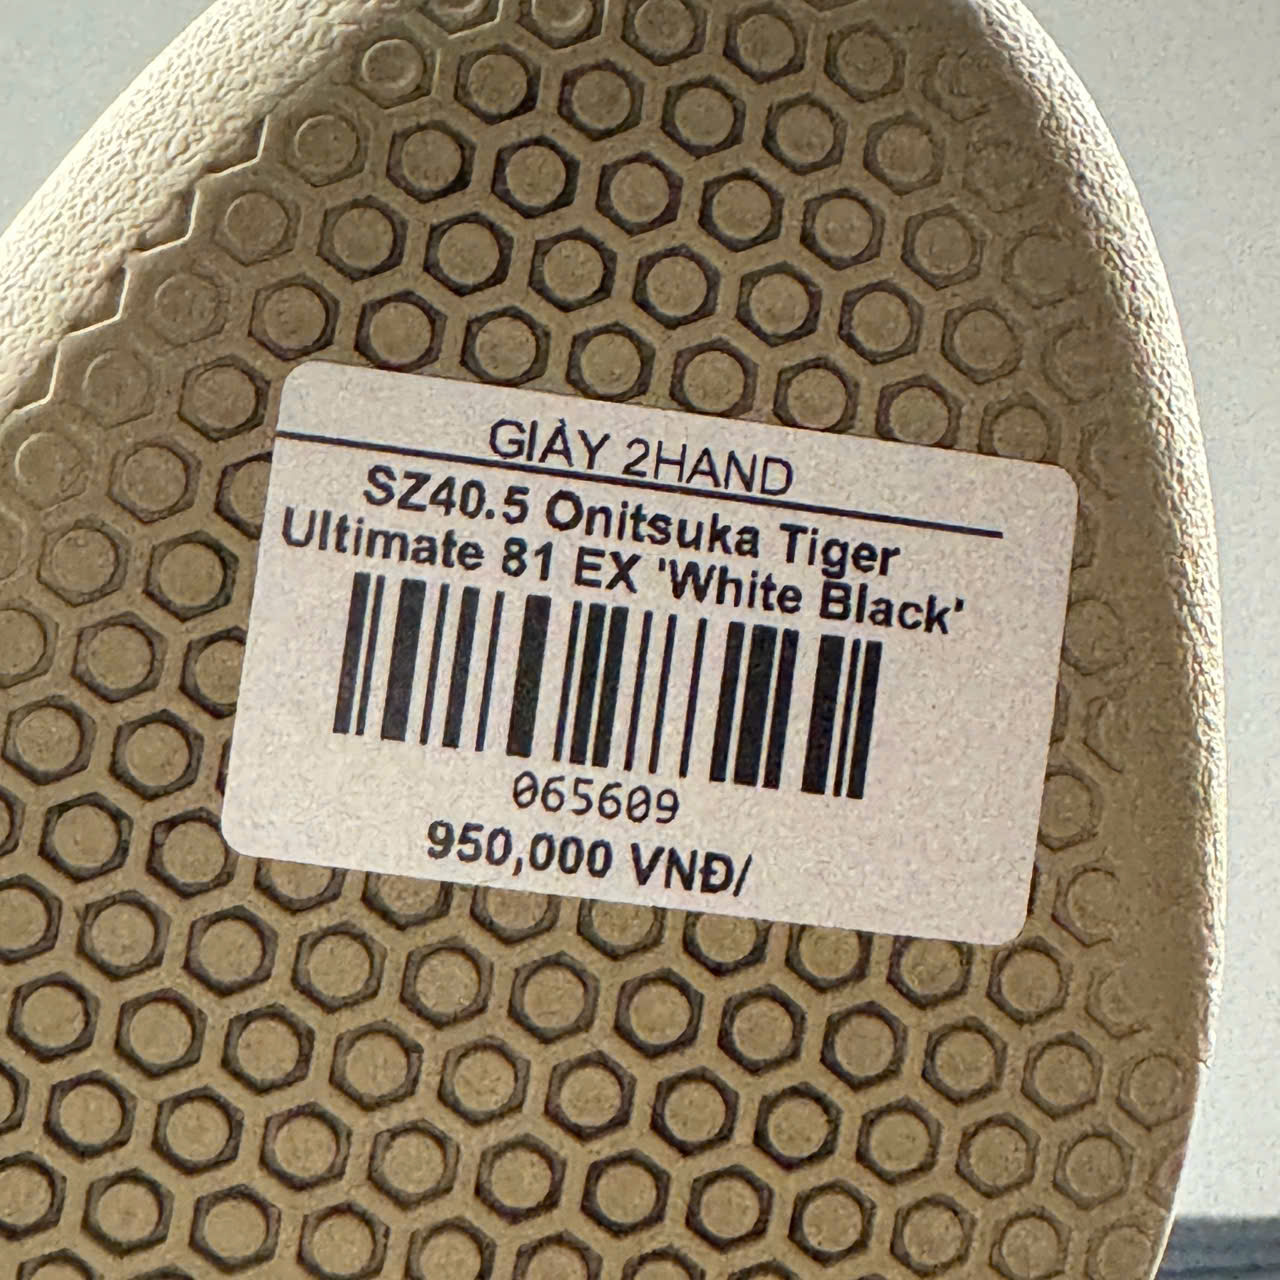 GIÀY 2HAND
SZ40.5 Onitsuka Tiger
Ultimate 81 EX 'White Black'
065609
950,000 VNĐ/